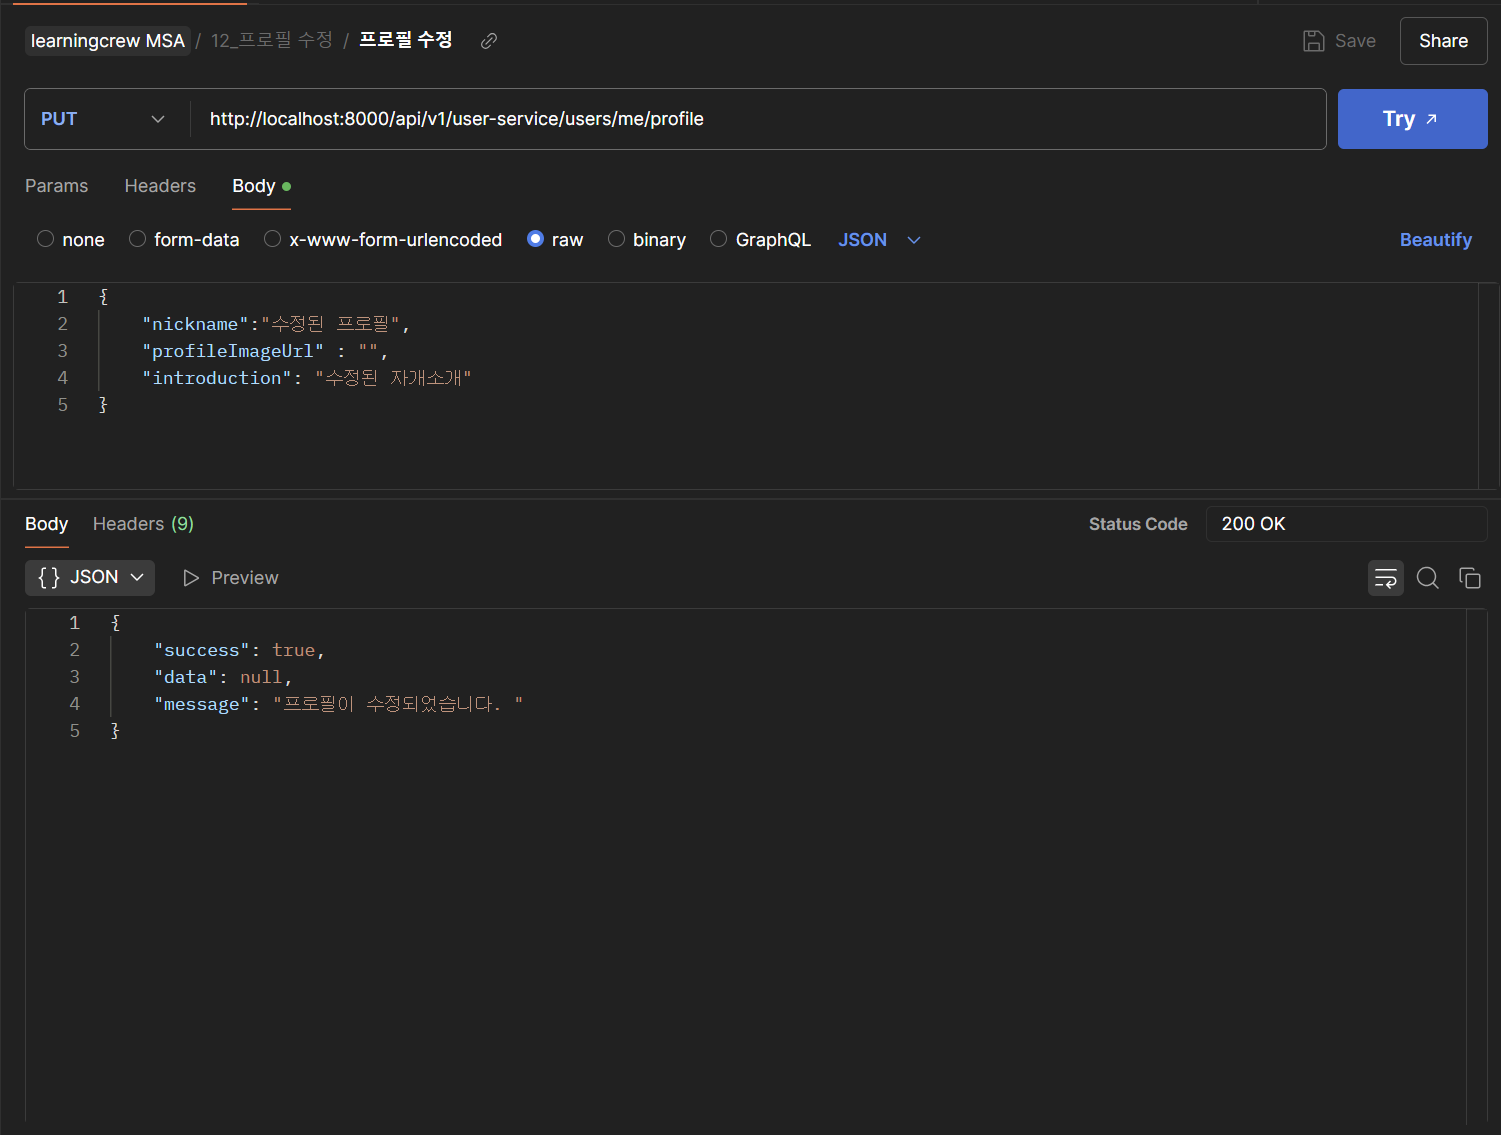 learningcrew MSA / 12_프로필 수정 / 프로필 수정 Save Share
PUT http://localhost:8000/api/v1/user-service/users/me/profile Try
Params Headers Body
none form-data x-www-form-urlencoded raw binary GraphQL JSON Beautify
1 {
2 "nickname":"수정된 프로필",
3 "profileImageUrl" : "",
4 "introduction": "수정된 자개소개"
5 }
Body Headers (9) Status Code 200 OK
{} JSON Preview
1 {
2 "success": true,
3 "data": null,
4 "message": "프로필이 수정되었습니다. "
5 }